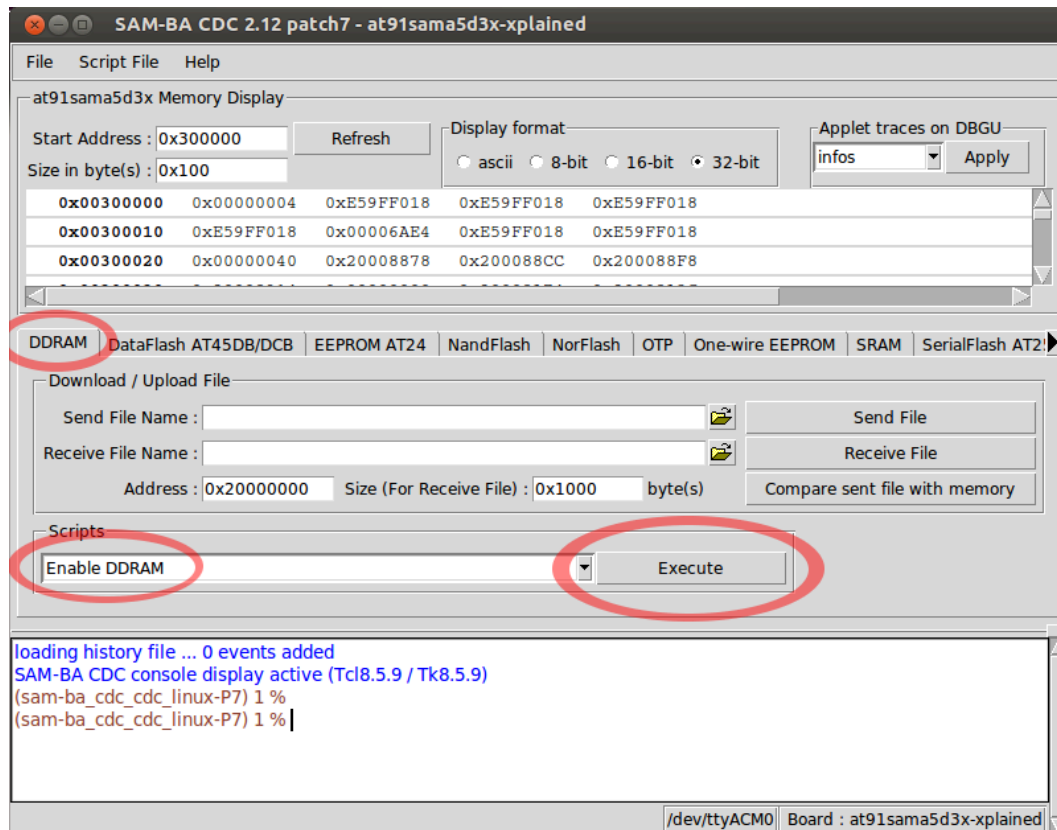 SAM-BA CDC 2.12 patch7 - at91sama5d3x-xplained
File Script File Help
at91sama5d3x Memory Display
Start Address : 0x300000 Refresh Display format Applet traces on DBGU
Size in byte(s) : 0x100 ascii 8-bit 16-bit 32-bit infos Apply
0x00300000 0x00000004 0xE59FF018 0xE59FF018 0xE59FF018
0x00300010 0xE59FF018 0x00006AE4 0xE59FF018 0xE59FF018
0x00300020 0x00000040 0x20008878 0x200088CC 0x200088F8
DDRAM DataFlash AT45DB/DCB EEPROM AT24 NandFlash NorFlash OTP One-wire EEPROM SRAM SerialFlash
Download / Upload File
Send File Name : Send File
Receive File Name : Receive File
Address : 0x20000000 Size (For Receive File) : 0x1000 byte(s) Compare sent file with memory
Scripts
Enable DDRAM Execute
loading history file ... 0 events added
SAM-BA CDC console display active (Tcl8.5.9 / Tk8.5.9)
(sam-ba_cdc_cdc_linux-P7) 1 %
(sam-ba_cdc_cdc_linux-P7) 1 %
/dev/ttyACM0 Board : at91sama5d3x-xplained